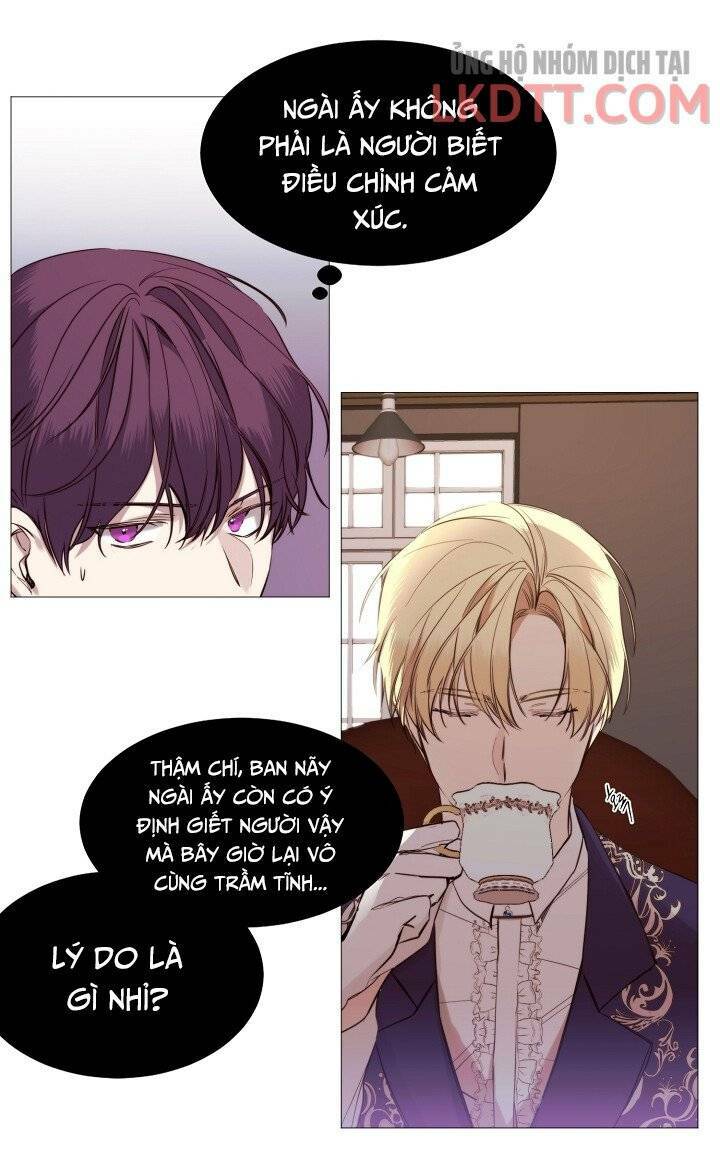 ỦNG HỘ NHÓM DỊCH TẠI
LKDTT.COM
NGÀI ẤY KHÔNG
PHẢI LÀ NGƯỜI BIẾT
ĐIỀU CHỈNH CẢM
XÚC.
THẬM CHÍ, BAN NÃY
NGÀI ẤY CÒN CÓ Ý
ĐỊNH GIẾT NGƯỜI VẬY
MÀ BÂY GIỜ LẠI VÔ
CÙNG TRẦM TĨNH...
LÝ DO LÀ
GÌ NHỈ?